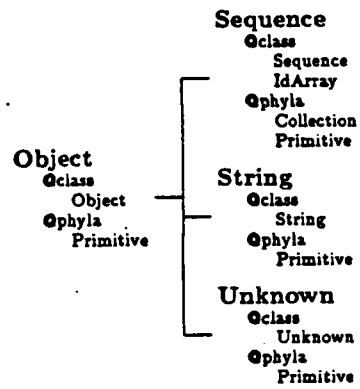 Object
@class
Object
@phyla
Primitive
Sequence
@class
Sequence
IdArray
@phyla
Collection
Primitive
String
@class
String
@phyla
Primitive
Unknown
@class
Unknown
@phyla
Primitive